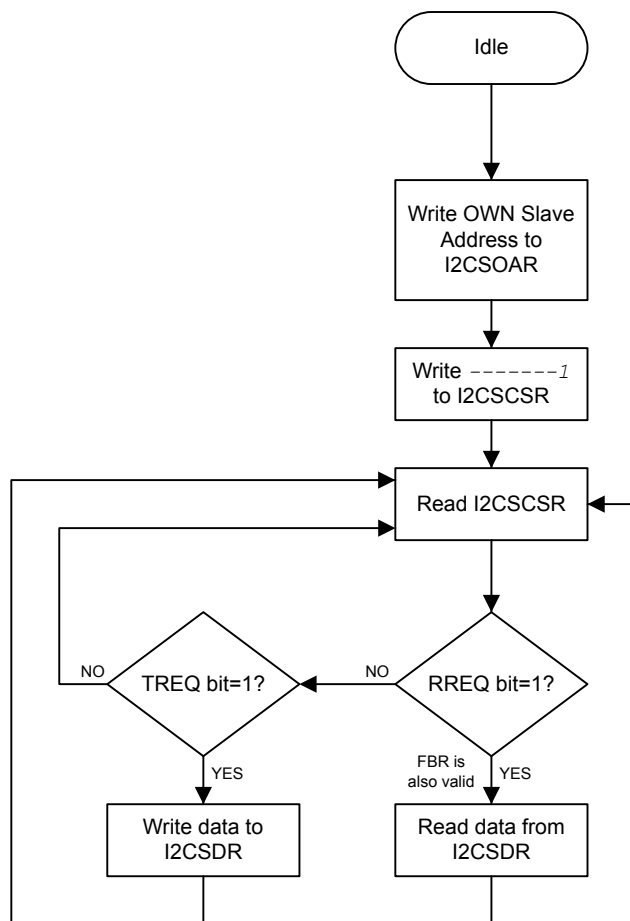 Idle
Write OWN Slave
Address to
I2CSOAR
Write -------1
to I2CSCSR
Read I2CSCSR
NO
TREQ bit=1?
NO
RREQ bit=1?
YES
FBR is
also valid
YES
Write data to
I2CSDR
Read data from
I2CSDR